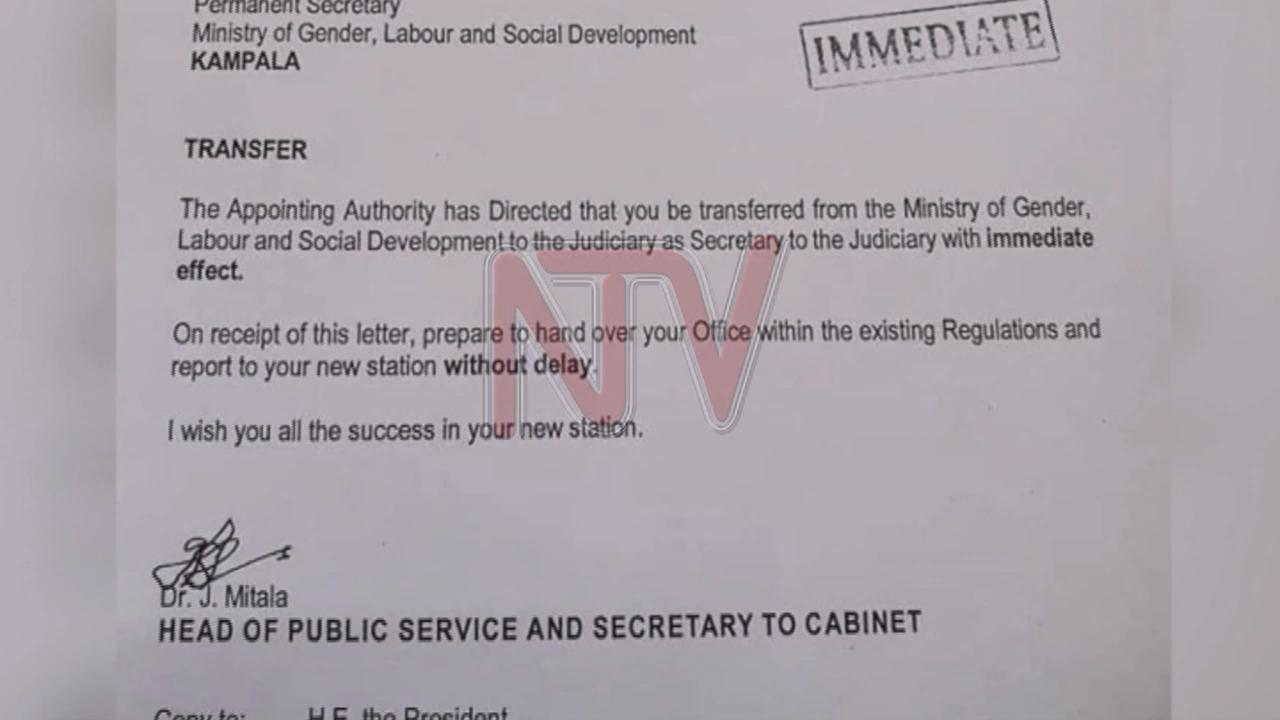 Permanent Secretary
Ministry of Gender, Labour and Social Development
KAMPALA
IMMEDIATE
TRANSFER
The Appointing Authority has Directed that you be transferred from the Ministry of Gender,
Labour and Social Development to the Judiciary as Secretary to the Judiciary with immediate
effect.
NTV
On receipt of this letter, prepare to hand over your Office within the existing Regulations and
report to your new station without delay.
I wish you all the success in your new station.
Dr. J. Mitala
HEAD OF PUBLIC SERVICE AND SECRETARY TO CABINET
Copy to: H.E. the President